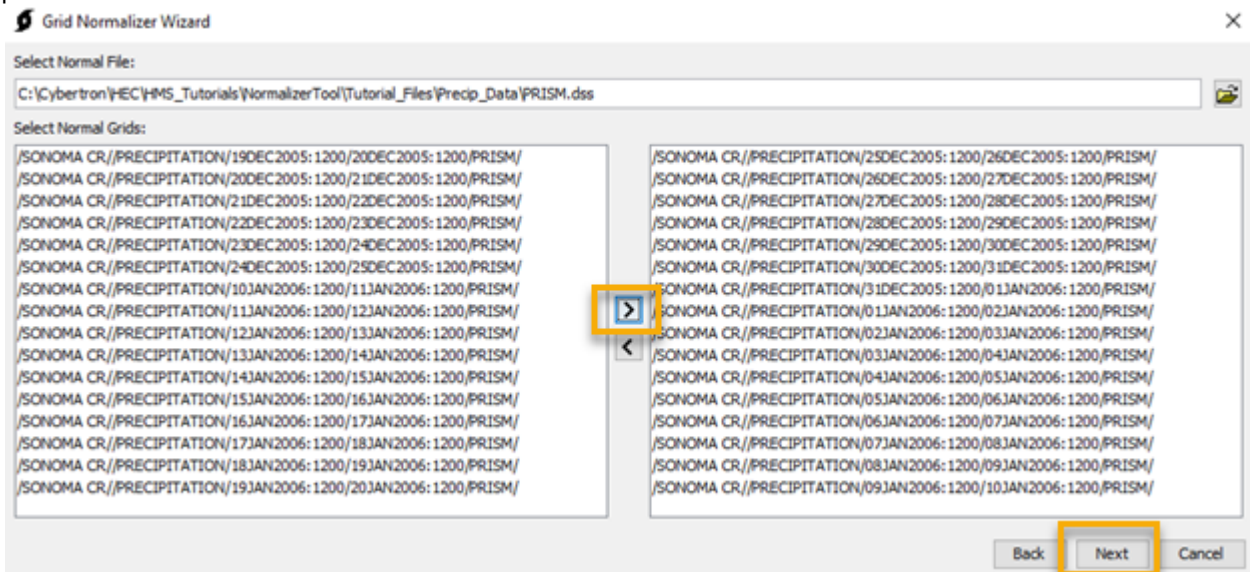 Grid Normalizer Wizard
Select Normal File:
C:\Cybertron\HEC\HMS_Tutorials\NormalizerTool\Tutorial_Files\Precip_Data\PRISM.dss
Select Normal Grids:
/SONOMA CR//PRECIPITATION/19DEC2005:1200/20DEC2005:1200/PRISM/
/SONOMA CR//PRECIPITATION/20DEC2005:1200/21DEC2005:1200/PRISM/
/SONOMA CR//PRECIPITATION/21DEC2005:1200/22DEC2005:1200/PRISM/
/SONOMA CR//PRECIPITATION/22DEC2005:1200/23DEC2005:1200/PRISM/
/SONOMA CR//PRECIPITATION/23DEC2005:1200/24DEC2005:1200/PRISM/
/SONOMA CR//PRECIPITATION/24DEC2005:1200/25DEC2005:1200/PRISM/
/SONOMA CR//PRECIPITATION/10JAN2006:1200/11JAN2006:1200/PRISM/
/SONOMA CR//PRECIPITATION/11JAN2006:1200/12JAN2006:1200/PRISM/
/SONOMA CR//PRECIPITATION/12JAN2006:1200/13JAN2006:1200/PRISM/
/SONOMA CR//PRECIPITATION/13JAN2006:1200/14JAN2006:1200/PRISM/
/SONOMA CR//PRECIPITATION/14JAN2006:1200/15JAN2006:1200/PRISM/
/SONOMA CR//PRECIPITATION/15JAN2006:1200/16JAN2006:1200/PRISM/
/SONOMA CR//PRECIPITATION/16JAN2006:1200/17JAN2006:1200/PRISM/
/SONOMA CR//PRECIPITATION/17JAN2006:1200/18JAN2006:1200/PRISM/
/SONOMA CR//PRECIPITATION/18JAN2006:1200/19JAN2006:1200/PRISM/
/SONOMA CR//PRECIPITATION/19JAN2006:1200/20JAN2006:1200/PRISM/
>
<
/SONOMA CR//PRECIPITATION/25DEC2005:1200/26DEC2005:1200/PRISM/
/SONOMA CR//PRECIPITATION/26DEC2005:1200/27DEC2005:1200/PRISM/
/SONOMA CR//PRECIPITATION/27DEC2005:1200/28DEC2005:1200/PRISM/
/SONOMA CR//PRECIPITATION/28DEC2005:1200/29DEC2005:1200/PRISM/
/SONOMA CR//PRECIPITATION/29DEC2005:1200/30DEC2005:1200/PRISM/
/SONOMA CR//PRECIPITATION/30DEC2005:1200/31DEC2005:1200/PRISM/
/SONOMA CR//PRECIPITATION/31DEC2005:1200/01JAN2006:1200/PRISM/
/SONOMA CR//PRECIPITATION/01JAN2006:1200/02JAN2006:1200/PRISM/
/SONOMA CR//PRECIPITATION/02JAN2006:1200/03JAN2006:1200/PRISM/
/SONOMA CR//PRECIPITATION/03JAN2006:1200/04JAN2006:1200/PRISM/
/SONOMA CR//PRECIPITATION/04JAN2006:1200/05JAN2006:1200/PRISM/
/SONOMA CR//PRECIPITATION/05JAN2006:1200/06JAN2006:1200/PRISM/
/SONOMA CR//PRECIPITATION/06JAN2006:1200/07JAN2006:1200/PRISM/
/SONOMA CR//PRECIPITATION/07JAN2006:1200/08JAN2006:1200/PRISM/
/SONOMA CR//PRECIPITATION/08JAN2006:1200/09JAN2006:1200/PRISM/
/SONOMA CR//PRECIPITATION/09JAN2006:1200/10JAN2006:1200/PRISM/
Back Next Cancel